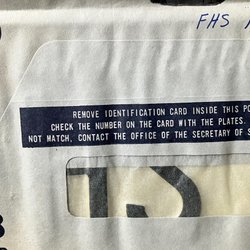 FHS
REMOVE IDENTIFICATION CARD INSIDE THIS PO
CHECK THE NUMBER ON THE CARD WITH THE PLATES.
NOT MATCH, CONTACT THE OFFICE OF THE SECRETARY OF S